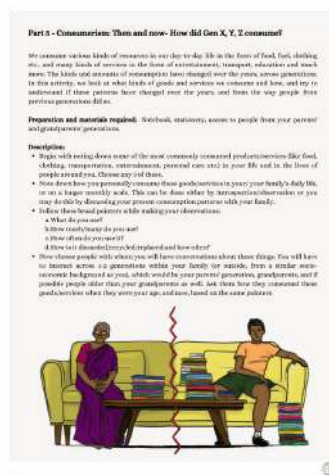 Part 5 - Consumerism: Then and now- How did Gen X, Y, Z consume?
We consume various kinds of resources in our day-to-day life in the form of food, fuel, clothing
etc., and many kinds of services in the form of entertainment, transport, education and much
more. The kinds and amounts of consumption have changed over the years, across generations.
In this activity, we look at what kinds of goods and services we consume and how, and try to
understand if these patterns have changed over the years, and from the way people from
previous generations did so.
Preparation and materials required: Notebook, stationery, access to people from your parents'
and grandparents' generations.
Description:
• Begin with noting down some of the most commonly consumed products/services (like food,
clothing, transportation, entertainment, personal care etc.) in your life and in the lives of
people around you. Choose any 5 of these.
• Note down how you personally consume these goods/services in your/ your family's daily life,
or on a longer monthly scale. This can be done either by introspection/observation or you
may do this by discussing your present consumption patterns with your family.
• Follow these broad pointers while making your observations:
a. What do you use?
b. How much/many do you use?
c. How often do you use it?
d. How is it discarded/recycled/replaced and how often?
• Now choose people with whom you will have conversations about these things. You will have
to interact across 1-2 generations within your family (or outside, from a similar socio-
economic background as you), which would be your parents' generation, grandparents, and if
possible people older than your grandparents as well. Ask them how they consumed these
goods/services when they were your age, and now, based on the same pointers.